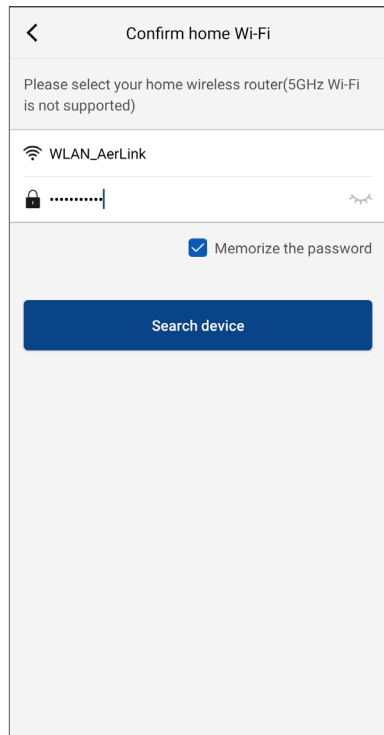 Confirm home Wi-Fi
Please select your home wireless router(5GHz Wi-Fi
is not supported)
WLAN_AerLink
•••••••••••
Memorize the password
Search device